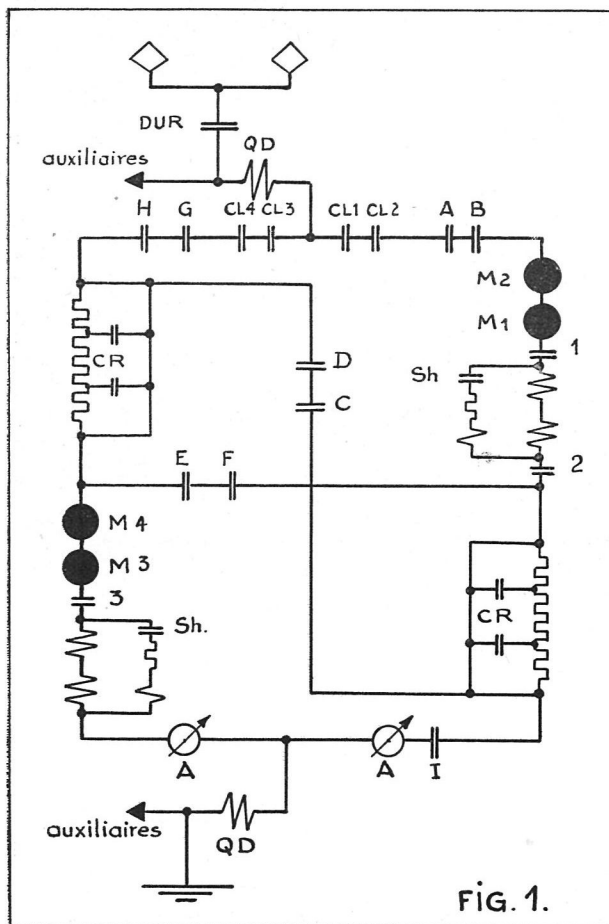 DUR
QD
auxiliaires
H G CL4 CL3 CL1 CL2 A B
M2
M1
1
CR
D
Sh
C
2
E F
M4
M3
3
Sh.
CR
A A I
auxiliaires
QD
FIG. 1.